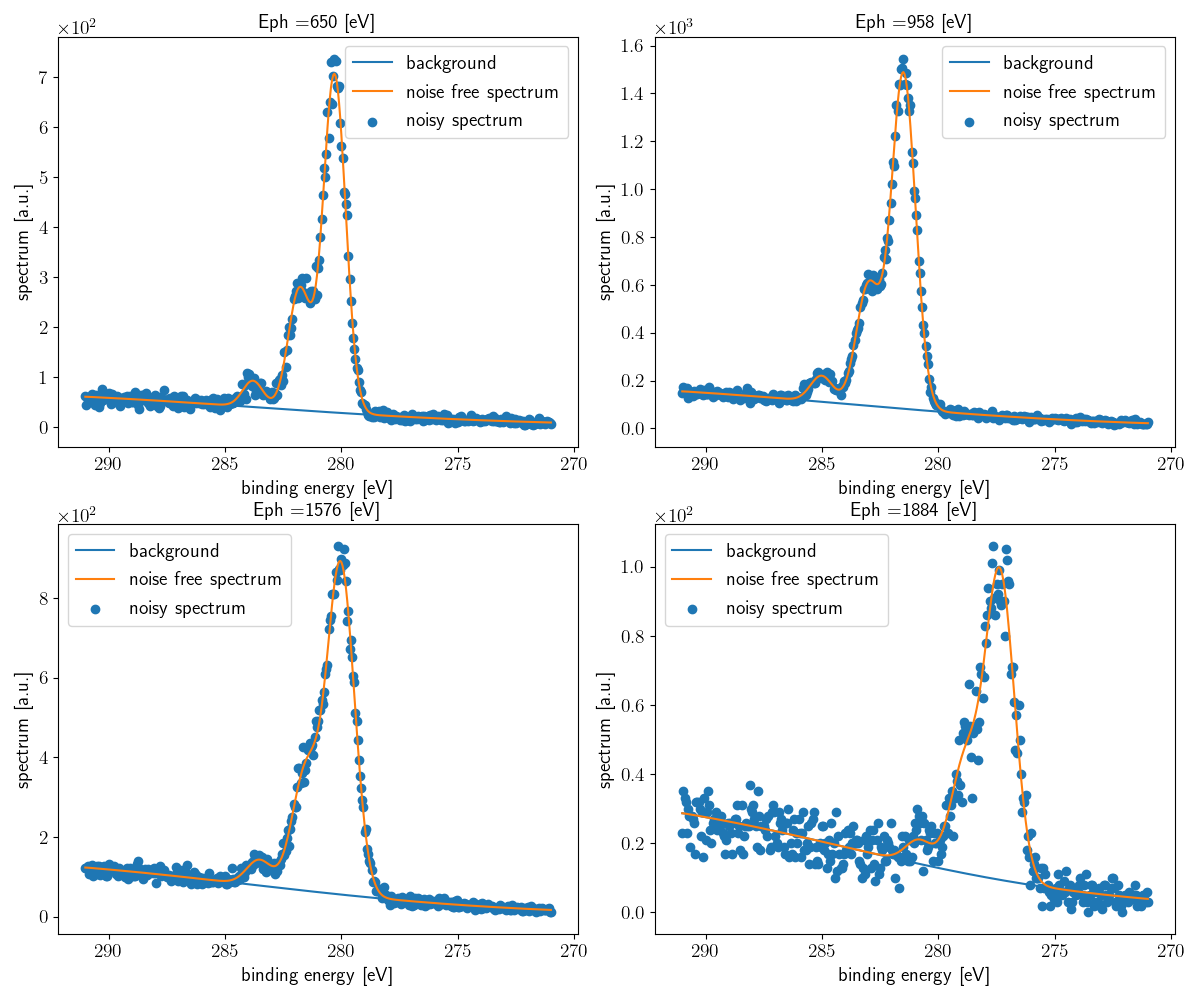 ×10² Eph =650 [eV]
background
noise free spectrum
noisy spectrum
7
6
5
4
3
2
1
0
spectrum [a.u.]
290 285 280 275 270
binding energy [eV]
×10³ Eph =958 [eV]
background
noise free spectrum
noisy spectrum
1.6
1.4
1.2
1.0
0.8
0.6
0.4
0.2
0.0
spectrum [a.u.]
290 285 280 275 270
binding energy [eV]
×10² Eph =1576 [eV]
background
noise free spectrum
noisy spectrum
8
6
4
2
0
spectrum [a.u.]
290 285 280 275 270
binding energy [eV]
×10² Eph =1884 [eV]
background
noise free spectrum
noisy spectrum
1.0
0.8
0.6
0.4
0.2
0.0
spectrum [a.u.]
290 285 280 275 270
binding energy [eV]